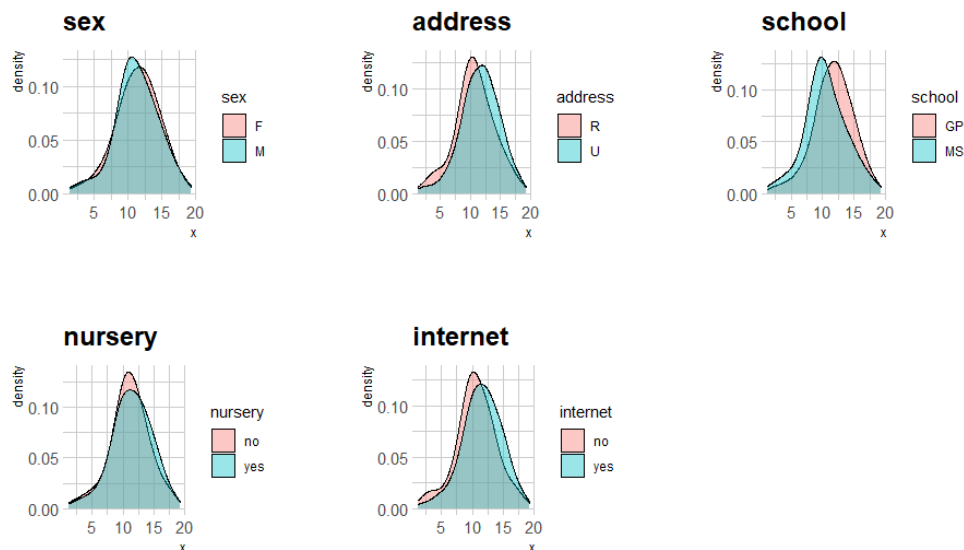 sex
density
0.10
0.05
0.00
5 10 15 20
x
sex
F
M
address
density
0.10
0.05
0.00
5 10 15 20
x
address
R
U
school
density
0.10
0.05
0.00
5 10 15 20
x
school
GP
MS
nursery
density
0.10
0.05
0.00
5 10 15 20
x
nursery
no
yes
internet
density
0.10
0.05
0.00
5 10 15 20
x
internet
no
yes